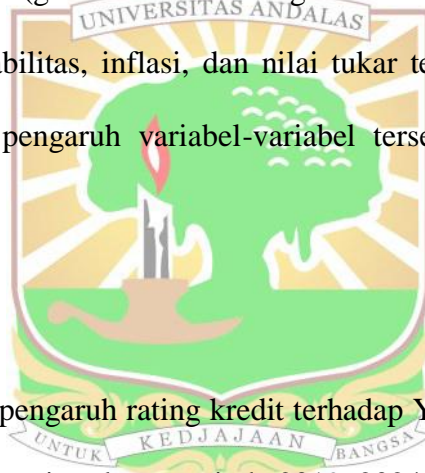 UNIVERSITAS ANDALAS
abilitas, inflasi, dan nilai tukar te
pengaruh variabel-variabel terse
pengaruh rating kredit terhadap Y
UNTUK KEDJAJAAN BANGSA